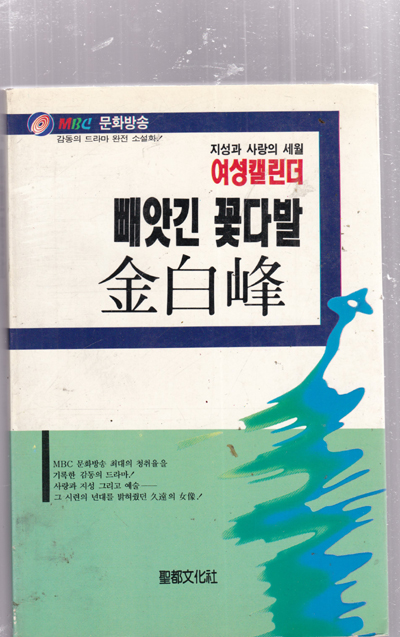 MBC 문화방송
감동의 드라마 완전 소설화!
지성과 사랑의 세월
여성캘린더
빼앗긴 꽃다발
金白峰
MBC 문화방송 최대의 청취율을
기록한 감동의 드라마!
사랑과 지성 그리고 예술——
그 시련의 년대를 밝혀줬던 久遠의 女像!
聖都文化社